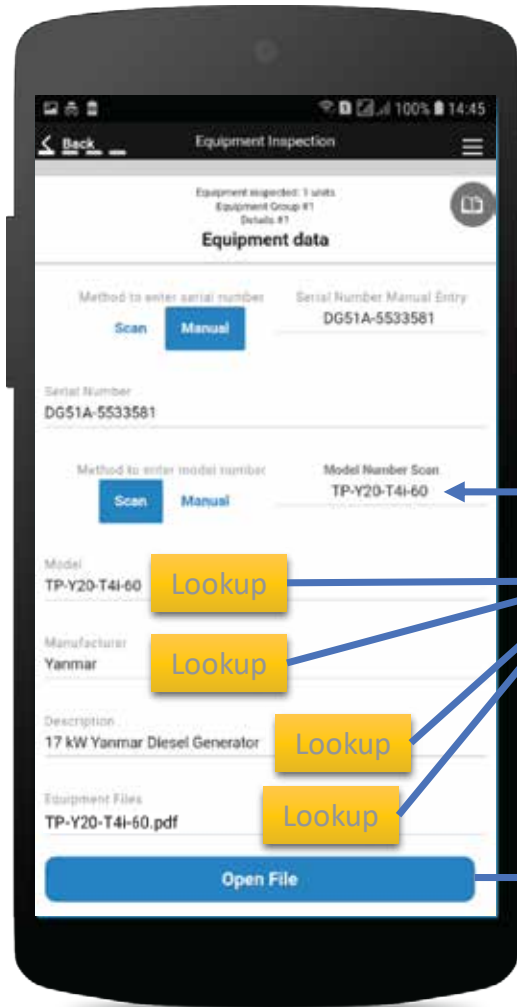 100% 14:45
Back Equipment Inspection
Equipment inspected: 1 units
Equipment Group #1
Details #1
Equipment data
Method to enter serial number Serial Number Manual Entry
Scan Manual DG51A-5533581
Serial Number
DG51A-5533581
Method to enter model number Model Number Scan
Scan Manual TP-Y20-T4i-60
Model
TP-Y20-T4i-60 Lookup
Manufacturer
Yanmar Lookup
Description
17 kW Yanmar Diesel Generator Lookup
Equipment Files
TP-Y20-T4i-60.pdf Lookup
Open File